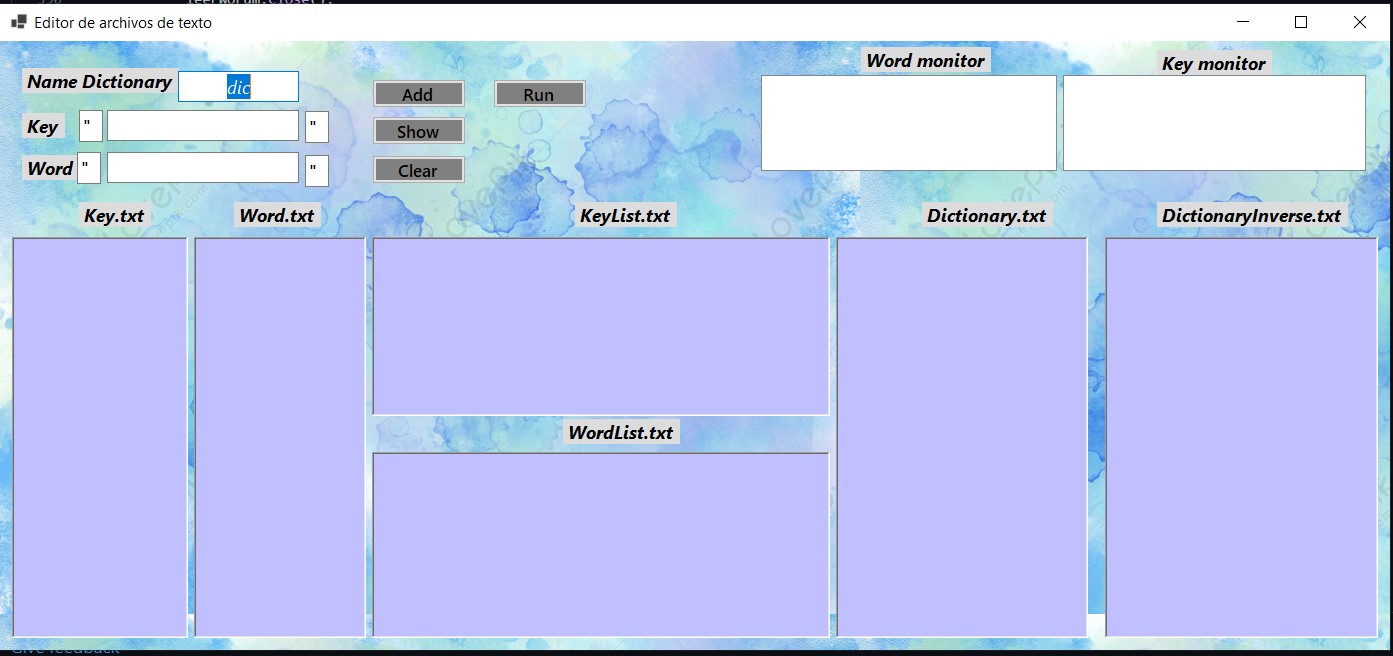 Editor de archivos de texto
Name Dictionary dic
Key " "
Word " "
Add
Run
Show
Clear
Word monitor
Key monitor
Key.txt
Word.txt
KeyList.txt
Dictionary.txt
DictionaryInverse.txt
WordList.txt